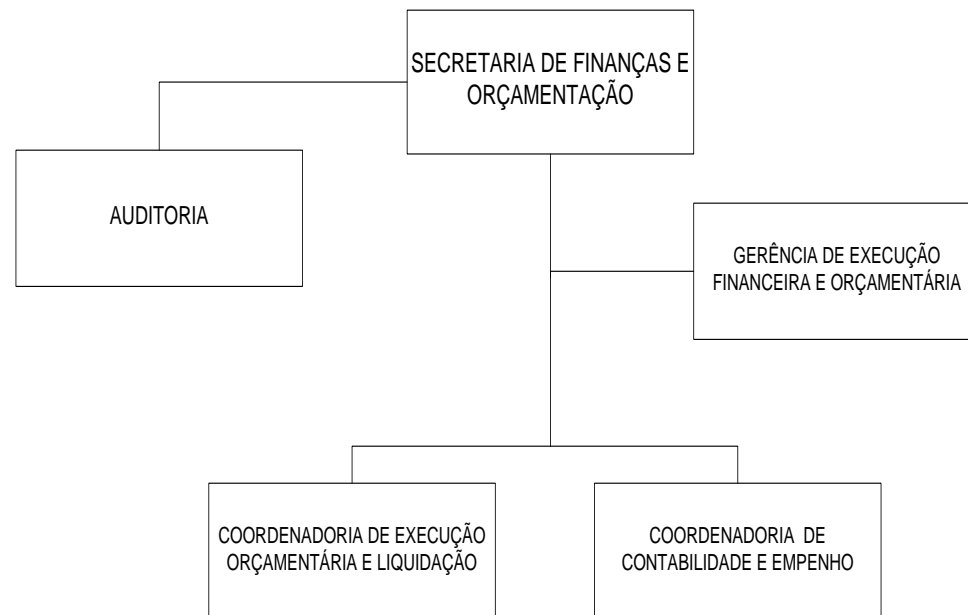 SECRETARIA DE FINANÇAS E
ORÇAMENTAÇÃO
AUDITORIA
GERÊNCIA DE EXECUÇÃO
FINANCEIRA E ORÇAMENTÁRIA
COORDENADORIA DE EXECUÇÃO
ORÇAMENTÁRIA E LIQUIDAÇÃO
COORDENADORIA DE
CONTABILIDADE E EMPENHO